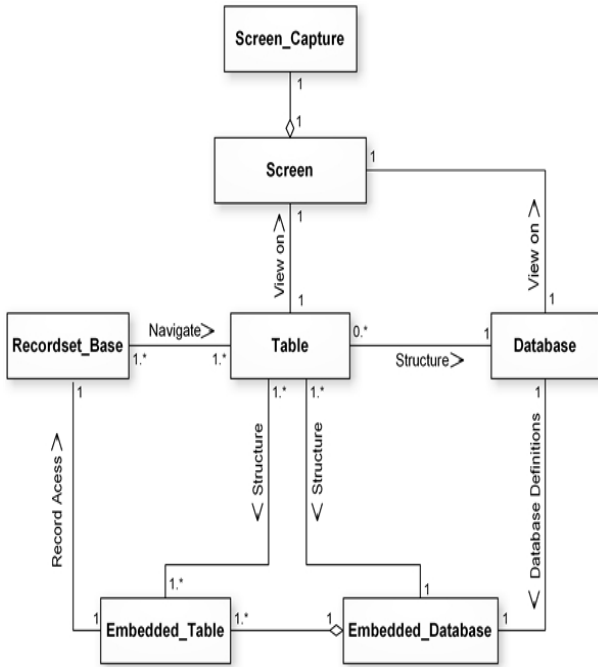 Screen_Capture
1
1
Screen
1
1
View on >
View on >
1
1
Recordset_Base
Navigate>
1.*
1.*
Table
0.*
1
Structure>
Database
1
1.*
1.*
1
Record Acess >
< Structure
< Structure
< Database Definitions
1.*
1
1
Embedded_Table
1.*
1
Embedded_Database
1